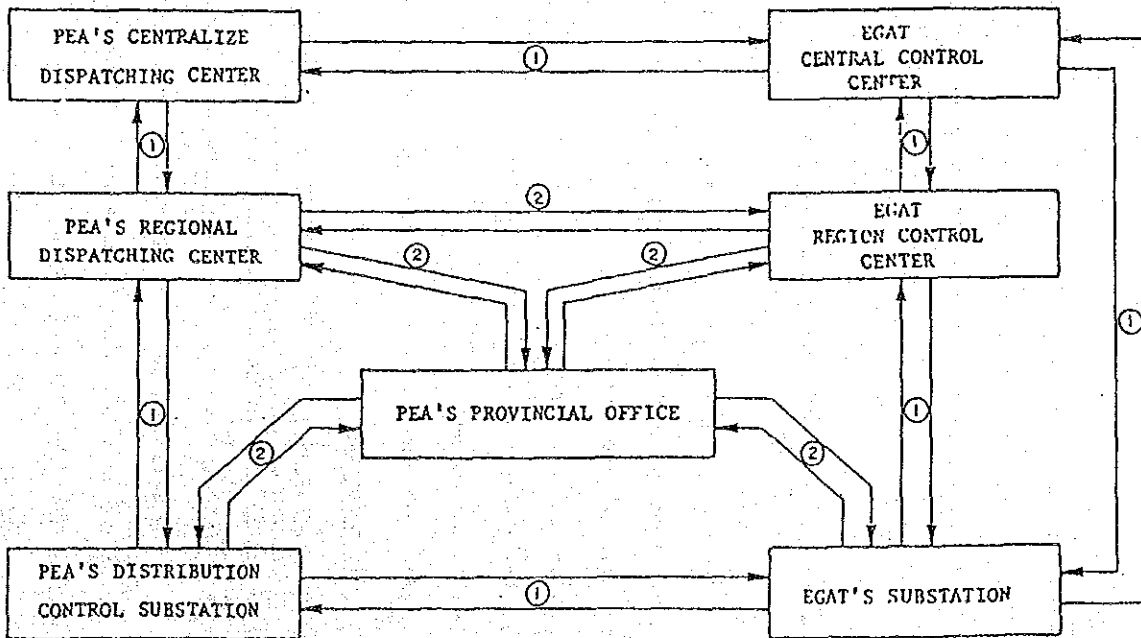 PEA'S CENTRALIZE
DISPATCHING CENTER
①
EGAT
CENTRAL CONTROL
CENTER
①
①
PEA'S REGIONAL
DISPATCHING CENTER
②
EGAT
REGION CONTROL
CENTER
②
②
①
①
PEA'S PROVINCIAL OFFICE
①
②
②
PEA'S DISTRIBUTION
CONTROL SUBSTATION
①
EGAT'S SUBSTATION